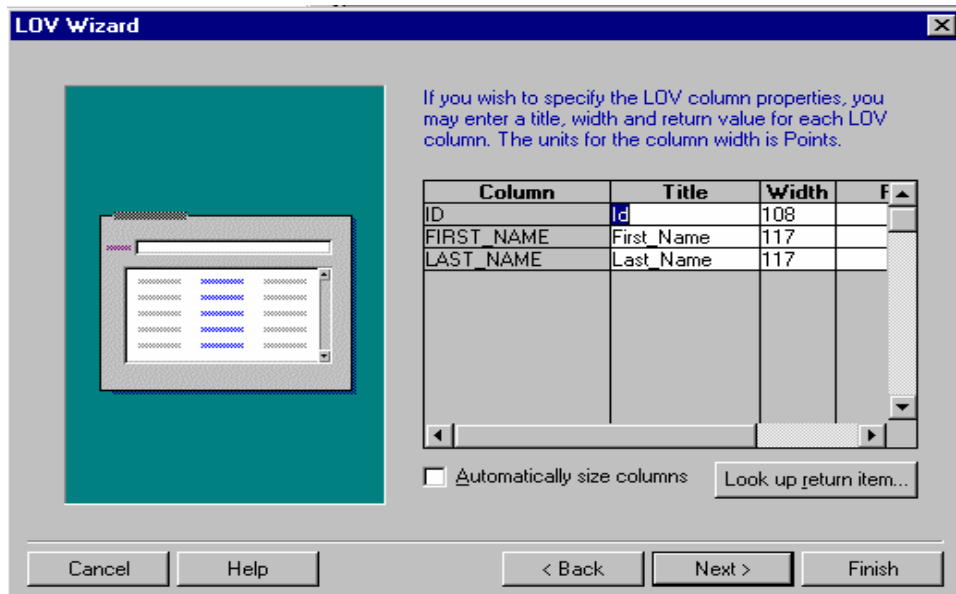 LOV Wizard
If you wish to specify the LOV column properties, you
may enter a title, width and return value for each LOV
column. The units for the column width is Points.
Column Title Width
ID Id 108
FIRST_NAME First_Name 117
LAST_NAME Last_Name 117
Automatically size columns Look up return item...
Cancel Help < Back Next > Finish